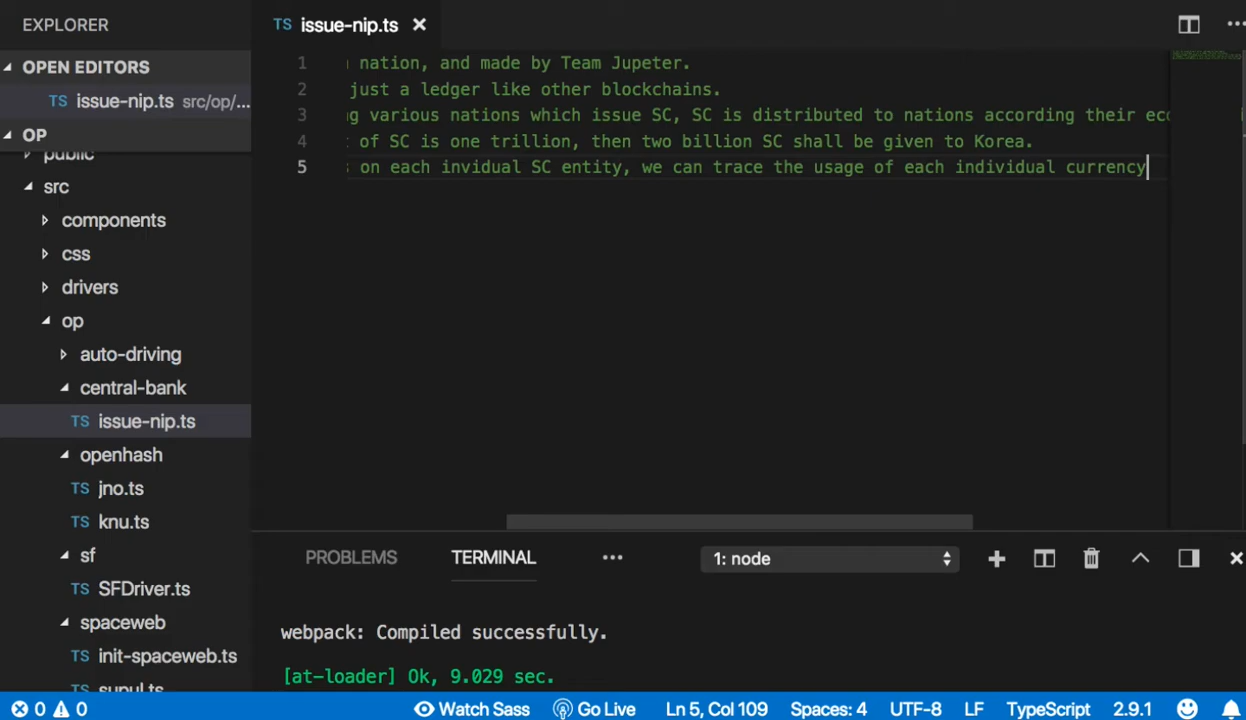 EXPLORER
OPEN EDITORS
TS issue-nip.ts src/op/...
OP
public
src
components
css
drivers
op
auto-driving
central-bank
TS issue-nip.ts
openhash
TS jno.ts
TS knu.ts
sf
TS SFDriver.ts
spaceweb
TS init-spaceweb.ts
TS supul.ts
TS issue-nip.ts
1 nation, and made by Team Jupeter.
2 just a ledger like other blockchains.
3 various nations which issue SC, SC is distributed to nations according their
4 of SC is one trillion, then two billion SC shall be given to Korea.
5 on each invidual SC entity, we can trace the usage of each individual currency
PROBLEMS TERMINAL ... 1: node
webpack: Compiled successfully.
[at-loader] Ok, 9.029 sec.
0 0 Watch Sass Go Live Ln 5, Col 109 Spaces: 4 UTF-8 LF TypeScript 2.9.1